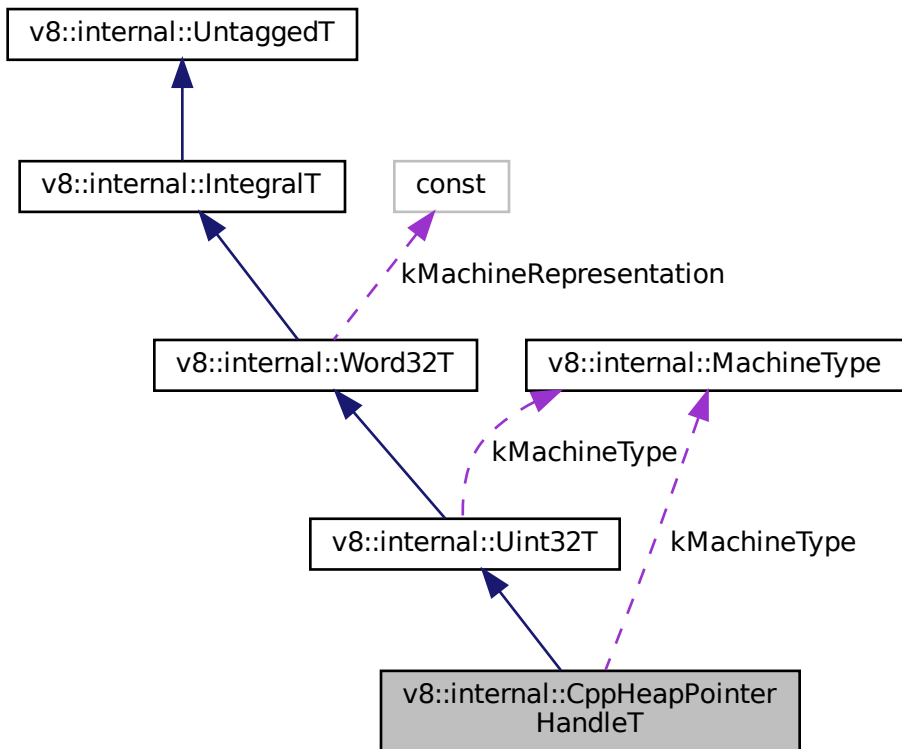 v8::internal::UntaggedT
v8::internal::IntegralT
const
kMachineRepresentation
v8::internal::Word32T
v8::internal::MachineType
kMachineType
v8::internal::Uint32T
kMachineType
v8::internal::CppHeapPointer
HandleT